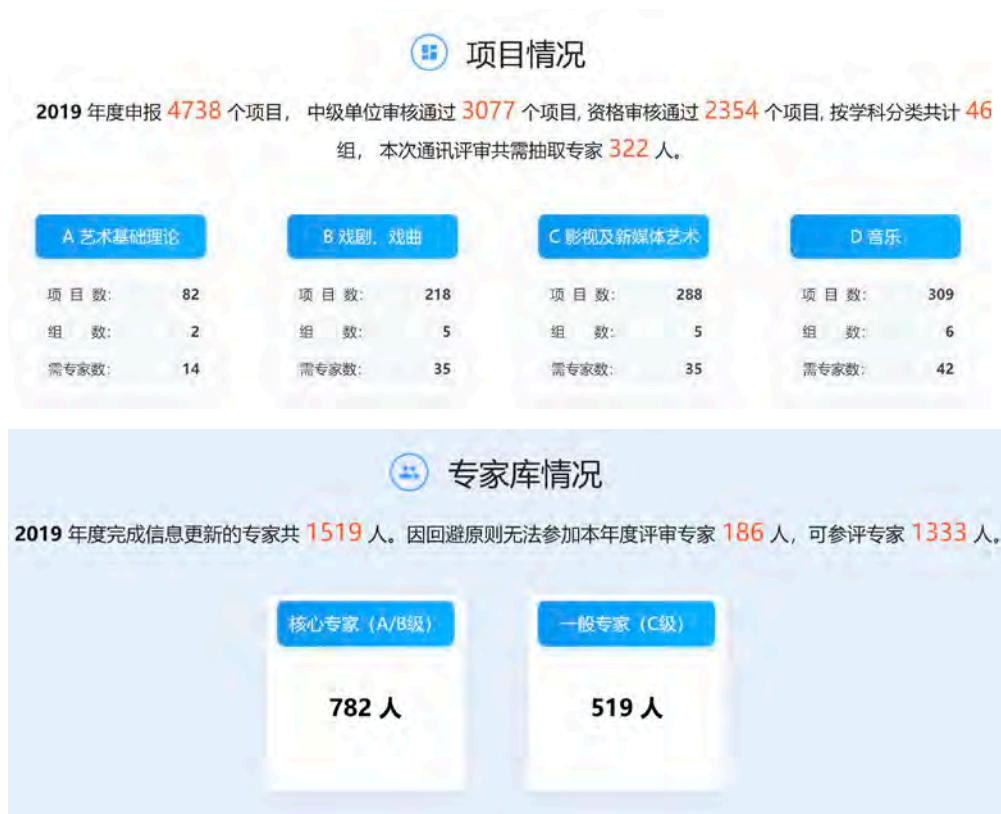 项目情况
2019 年度申报 4738 个项目， 中级单位审核通过 3077 个项目, 资格审核通过 2354 个项目, 按学科分类共计 46
组， 本次通讯评审共需抽取专家 322 人。
A 艺术基础理论
项 目 数: 82
组 数: 2
需专家数: 14
B 戏剧、戏曲
项 目 数: 218
组 数: 5
需专家数: 35
C 影视及新媒体艺术
项 目 数: 288
组 数: 5
需专家数: 35
D 音乐
项 目 数: 309
组 数: 6
需专家数: 42
专家库情况
2019 年度完成信息更新的专家共 1519 人。因回避原则无法参加本年度评审专家 186 人，可参评专家 1333 人。
核心专家（A/B级）
782 人
一般专家（C级）
519 人